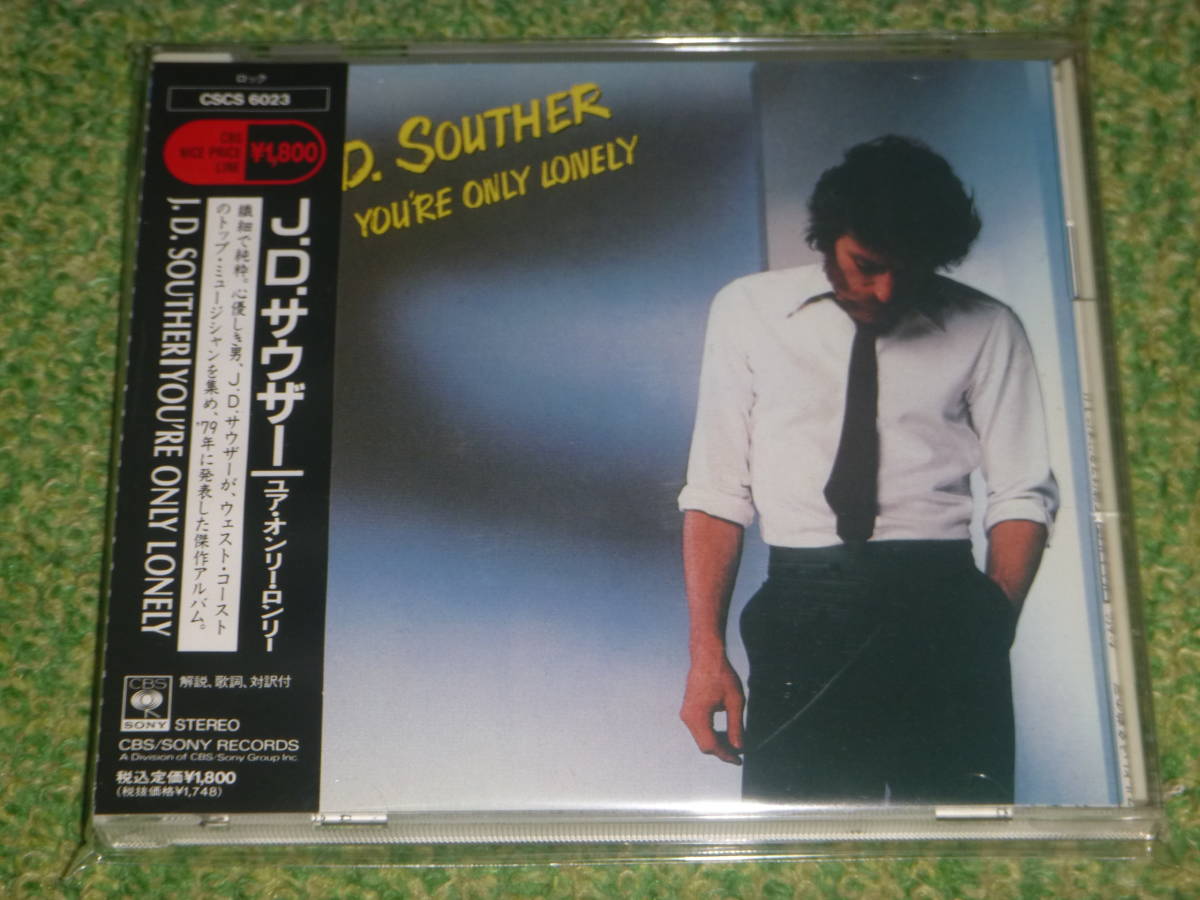 ロック
CSCS 6023
CBS
NICE PRICE
LINE
¥1,800
J.D.サウザー
ユア・オンリー・ロンリー
繊細で純粋。心優しき男、J.D.サウザーが、ウェスト・コースト
のトップ・ミュージシャンを集め、'79年に発表した傑作アルバム。
J.D. SOUTHER/YOU'RE ONLY LONELY
解説、歌詞、対訳付
CBS
SONY
STEREO
CBS/SONY RECORDS
A Division of CBS/Sony Group Inc.
税込定価¥1,800
(税抜価格¥1,748)
D. SOUTHER
YOU'RE ONLY LONELY